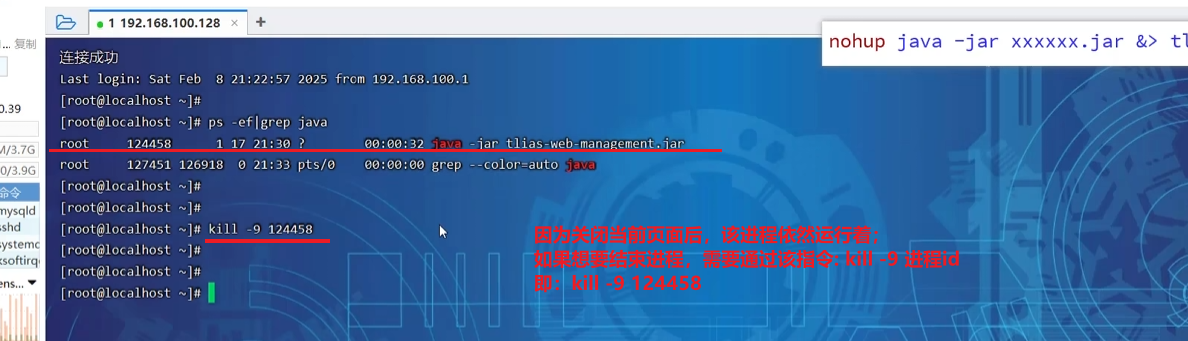 1 192.168.100.128 × +
复制
nohup java -jar xxxxxx.jar &> tl
连接成功
Last login: Sat Feb  8 21:22:57 2025 from 192.168.100.1
[root@localhost ~]#
[root@localhost ~]# ps -ef|grep java
root     124458      1 17 21:30 ?        00:00:32 java -jar tlias-web-management.jar
root     127451 126918  0 21:33 pts/0    00:00:00 grep --color=auto java
[root@localhost ~]#
[root@localhost ~]#
[root@localhost ~]# kill -9 124458
[root@localhost ~]#
[root@localhost ~]#
[root@localhost ~]#
因为关闭当前页面后，该进程依然运行着；
如果想要结束进程，需要通过该指令: kill -9 进程id
即：kill -9 124458
0.39
M/3.7G
0/3.9G
命令
mysqld
sshd
systemd
ksoftirq
ens...